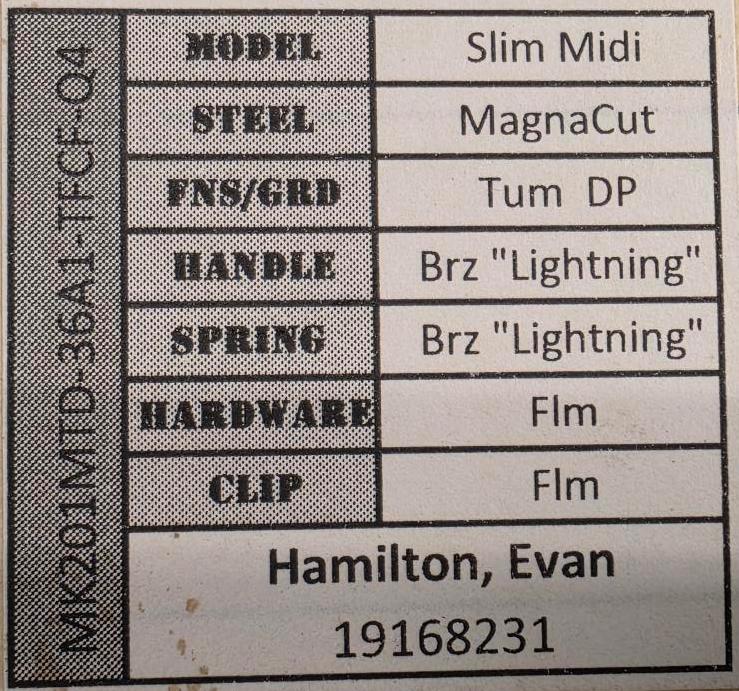 MK201MTD-36A1-TFCF-Q4
MODEL Slim Midi
STEEL MagnaCut
FNS/GRD Tum DP
HANDLE Brz "Lightning"
SPRING Brz "Lightning"
HARDWARE Flm
CLIP Flm
Hamilton, Evan
19168231